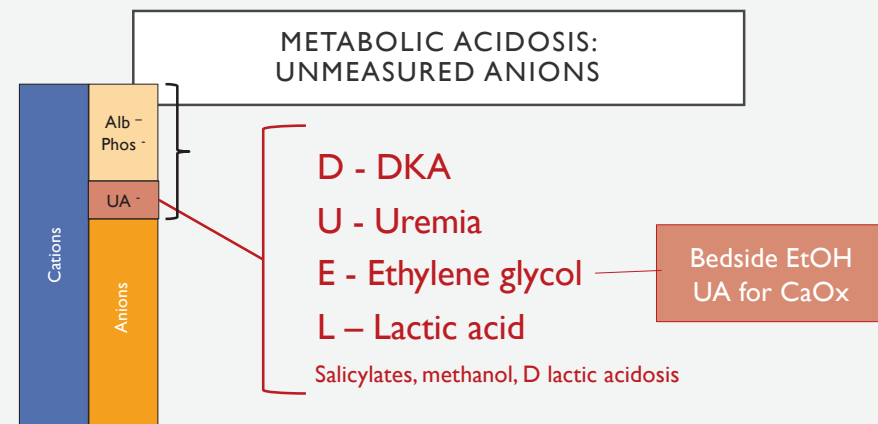 METABOLIC ACIDOSIS:
UNMEASURED ANIONS
Alb –
Phos -
UA -
Cations
Anions
D - DKA
U - Uremia
E - Ethylene glycol
L – Lactic acid
Salicylates, methanol, D lactic acidosis
Bedside EtOH
UA for CaOx